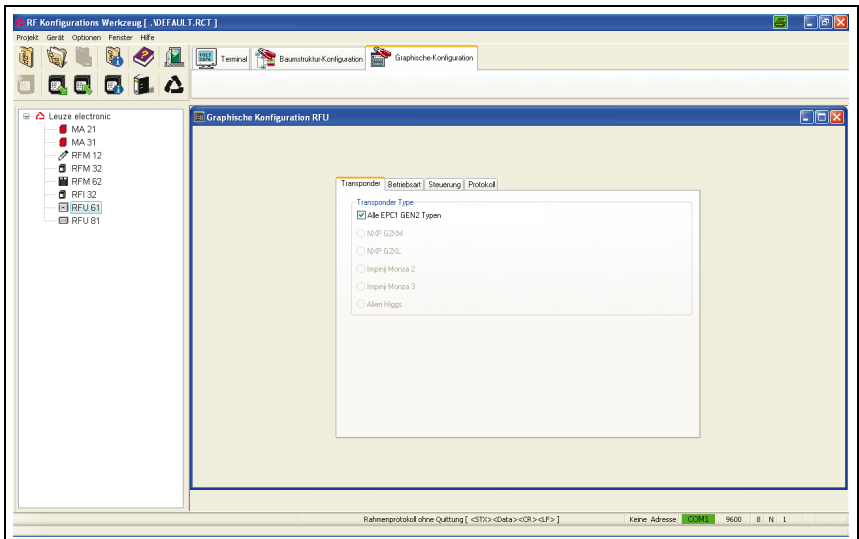 RF Konfigurations Werkzeug [ .\DEFAULT.RCT ]
Projekt Gerät Optionen Fenster Hilfe
Terminal Baumstruktur-Konfiguration Graphische-Konfiguration
Leuze electronic
MA 21
MA 31
RFM 12
RFM 32
RFM 62
RFI 32
RFU 61
RFU 81
Graphische Konfiguration RFU
Transponder Betriebsart Steuerung Protokoll
Transponder Type
Alle EPC1 GEN2 Typen
NXP G2XM
NXP G2XL
Impinj Monza 2
Impinj Monza 3
Alien Higgs
Rahmenprotokoll ohne Quittung [ <STX><Data><CR><LF> ] Keine Adresse COM1 9600 8 N 1